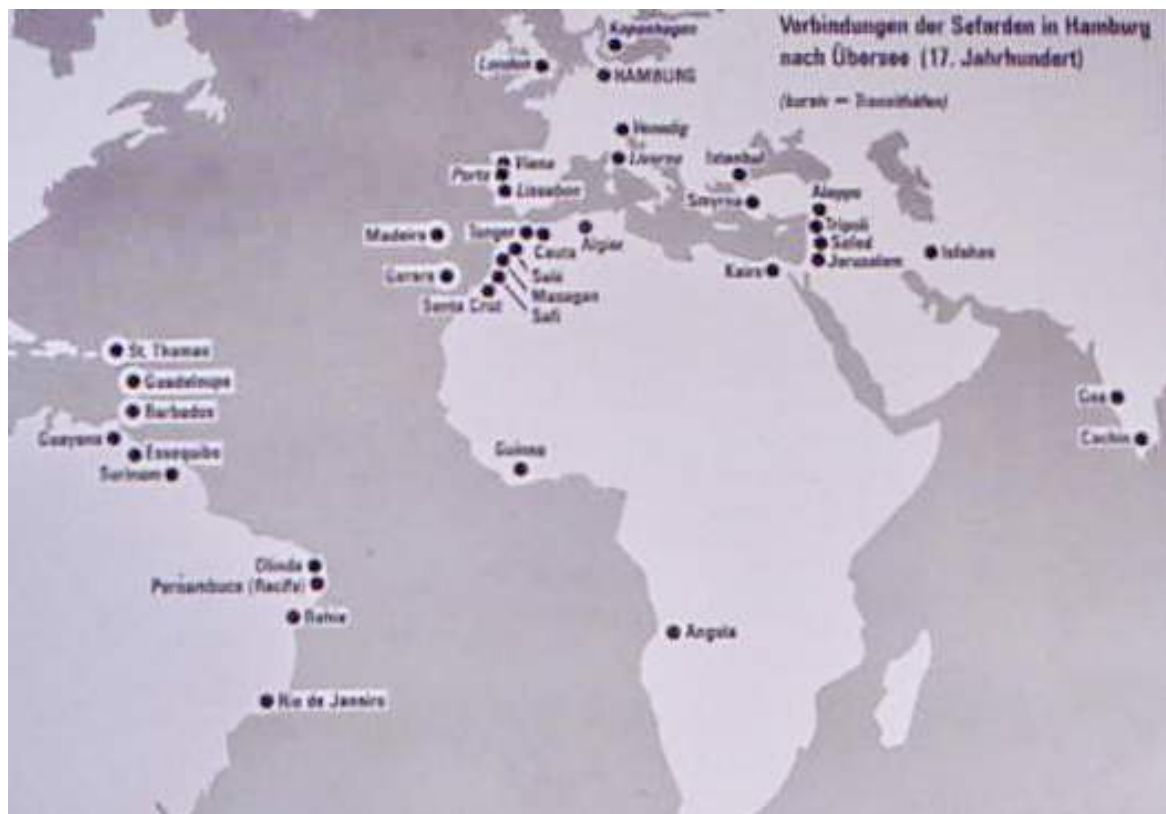 Verbindungen der Sefarden in Hamburg
nach Übersee (17. Jahrhundert)
(kursiv = Transithäfen)
Kopenhagen
London
HAMBURG
Venedig
Livorno
Istanbul
Viana
Porto
Lissabon
Smyrna
Aleppo
Tripoli
Safed
Jerusalem
Isfahan
Kairo
Madeira
Tanger
Ceuta
Algier
Salé
Masagan
Safi
Santa Cruz
St. Thomas
Guadeloupe
Barbados
Guayana
Essequibo
Surinam
Guinea
Goa
Cochin
Olinda
Pernambuco (Recife)
Bahia
Angola
Rio de Janeiro